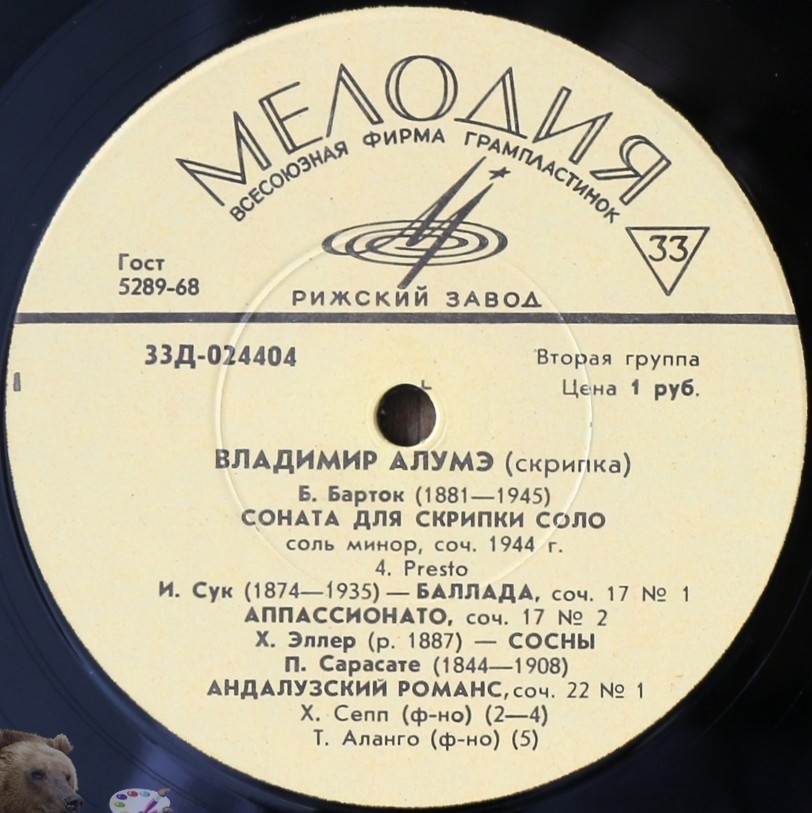 МЕЛОДИЯ
ВСЕСОЮЗНАЯ ФИРМА ГРАМПЛАСТИНОК
33
Гост
5289-68
РИЖСКИЙ ЗАВОД
33Д-024404
Вторая группа
Цена 1 руб.
ВЛАДИМИР АЛУМЭ (скрипка)
Б. Барток (1881—1945)
СОНАТА ДЛЯ СКРИПКИ СОЛО
соль минор, соч. 1944 г.
4. Presto
И. Сук (1874—1935) — БАЛЛАДА, соч. 17 № 1
АППАССИОНАТО, соч. 17 № 2
Х. Эллер (р. 1887) — СОСНЫ
П. Сарасате (1844—1908)
АНДАЛУЗСКИЙ РОМАНС, соч. 22 № 1
Х. Сепп (ф-но) (2—4)
Т. Аланго (ф-но) (5)